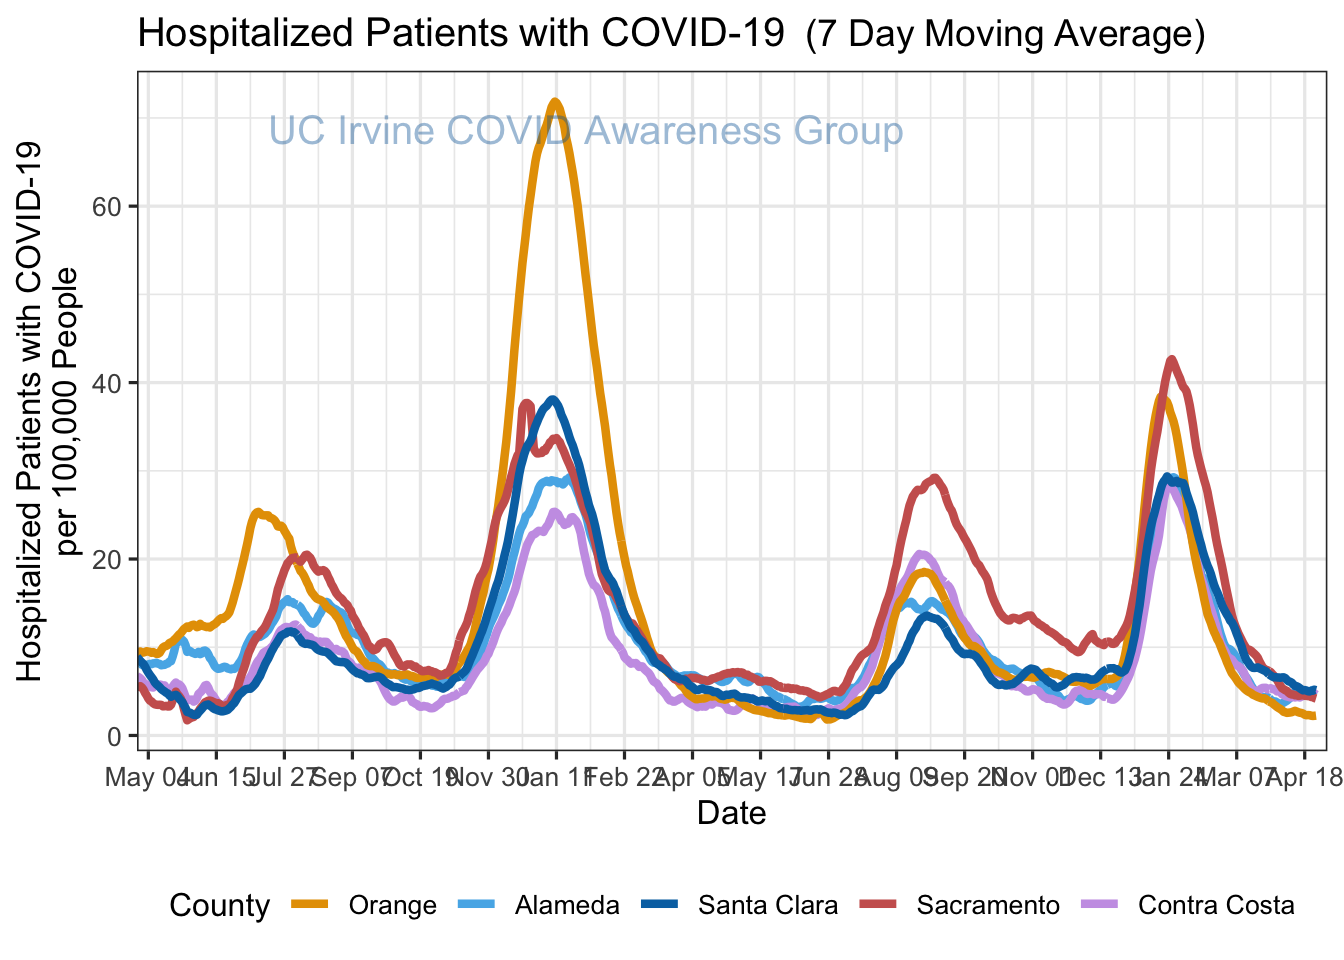 Hospitalized Patients with COVID-19 (7 Day Moving Average)
UC Irvine COVID Awareness Group
Hospitalized Patients with COVID-19
per 100,000 People
60
40
20
0
May 04 Jun 15 Jul 27 Sep 07 Oct 19 Nov 30 Jan 11 Feb 22 Apr 05 May 17 Jun 28 Aug 09 Sep 20 Nov 01 Dec 13 Jan 24 Mar 07 Apr 18
Date
County Orange Alameda Santa Clara Sacramento Contra Costa